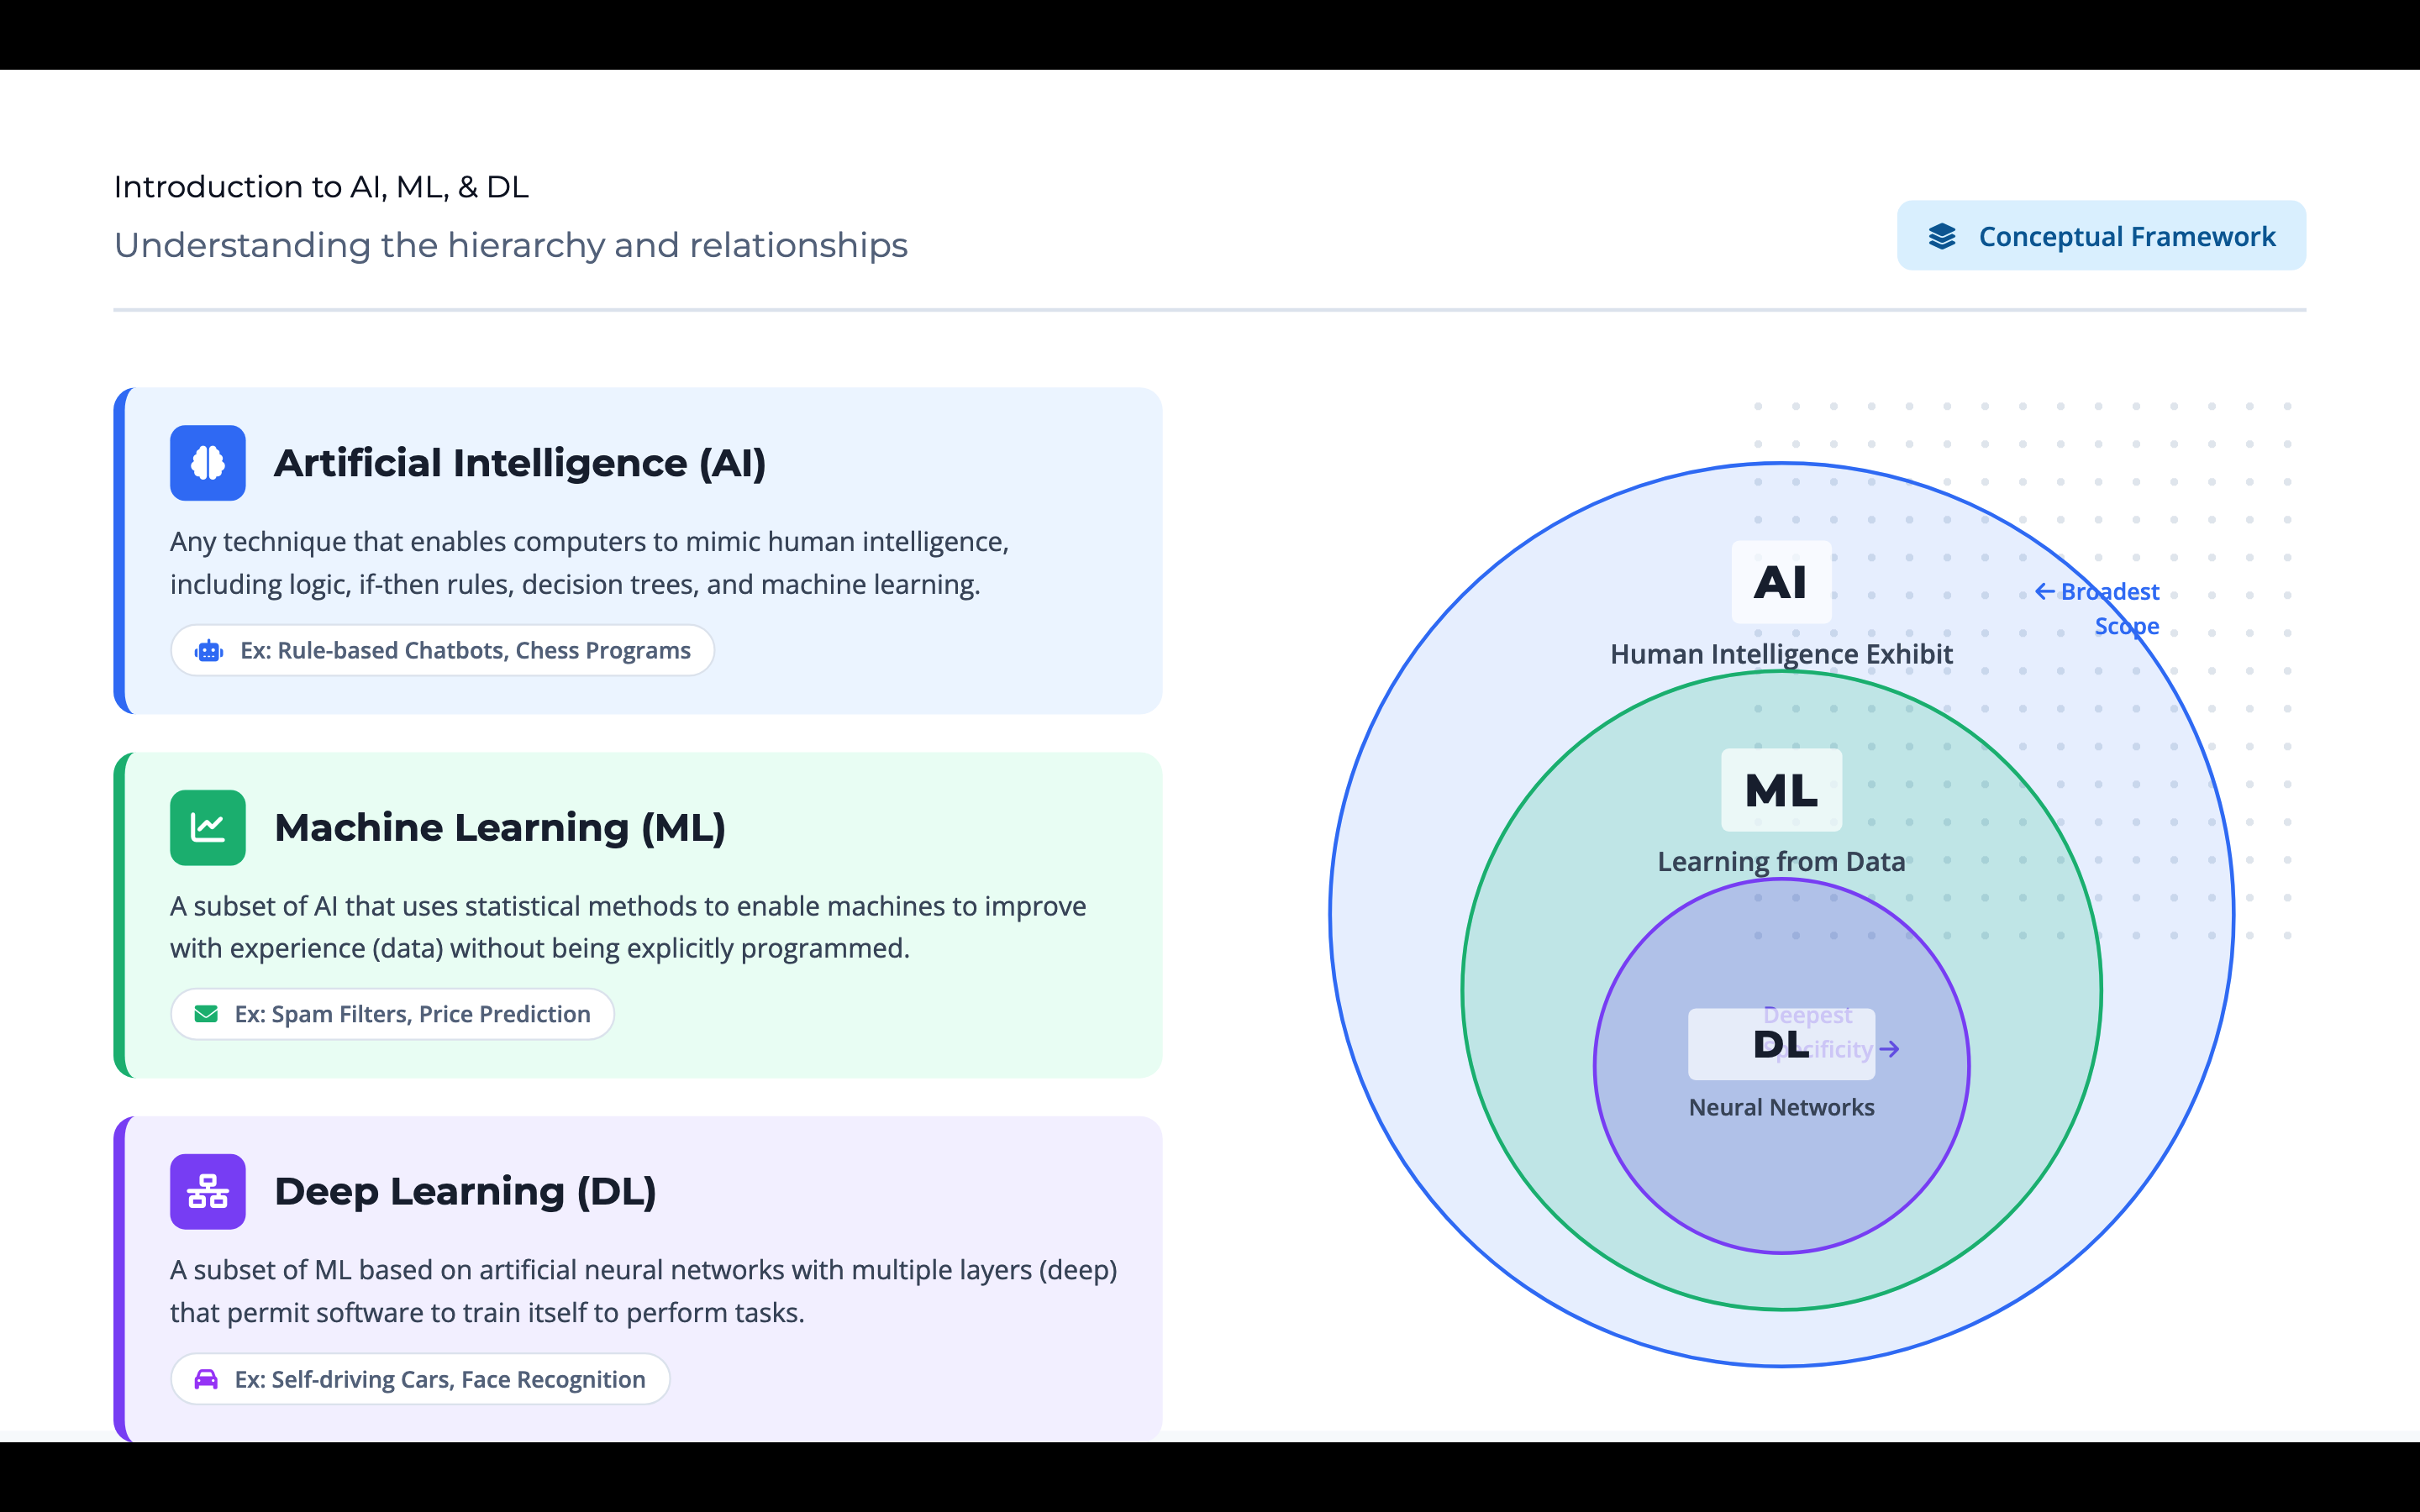 Introduction to AI, ML, & DL
Understanding the hierarchy and relationships
Conceptual Framework
Artificial Intelligence (AI)
Any technique that enables computers to mimic human intelligence,
including logic, if-then rules, decision trees, and machine learning.
Ex: Rule-based Chatbots, Chess Programs
Machine Learning (ML)
A subset of AI that uses statistical methods to enable machines to improve
with experience (data) without being explicitly programmed.
Ex: Spam Filters, Price Prediction
Deep Learning (DL)
A subset of ML based on artificial neural networks with multiple layers (deep)
that permit software to train itself to perform tasks.
Ex: Self-driving Cars, Face Recognition
AI
Human Intelligence Exhibit
← Broadest
Scope
ML
Learning from Data
Deepest
Specificity →
DL
Neural Networks